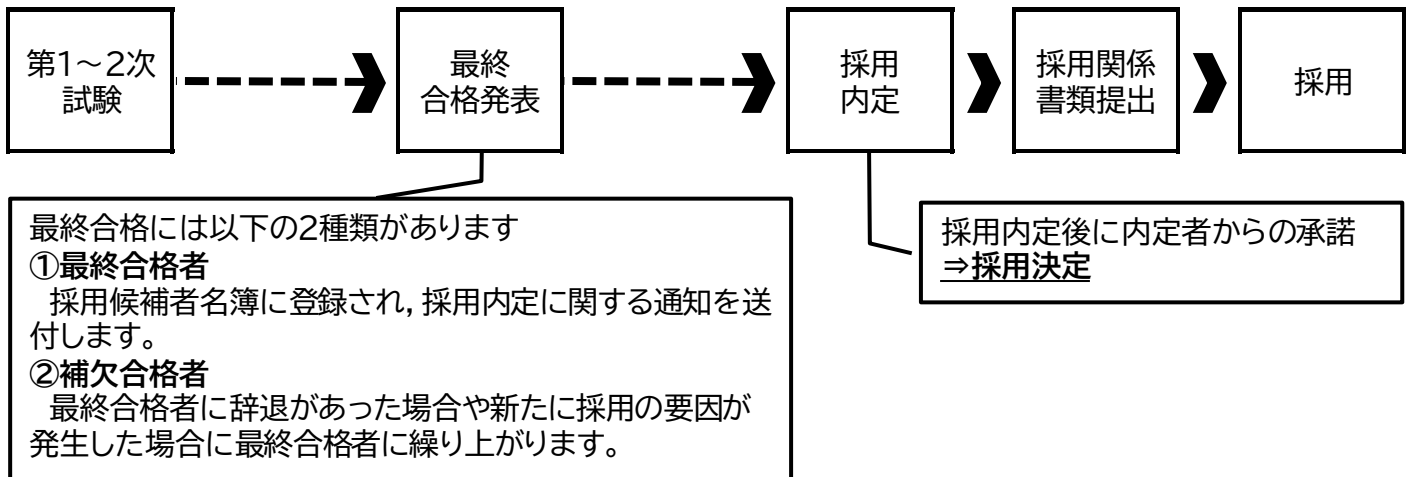 第1~2次
試験
最終
合格発表
採用
内定
採用関係
書類提出
採用
最終合格には以下の2種類があります
①最終合格者
採用候補者名簿に登録され,採用内定に関する通知を送
付します。
②補欠合格者
最終合格者に辞退があった場合や新たに採用の要因が
発生した場合に最終合格者に繰り上がります。
採用内定後に内定者からの承諾
⇒採用決定